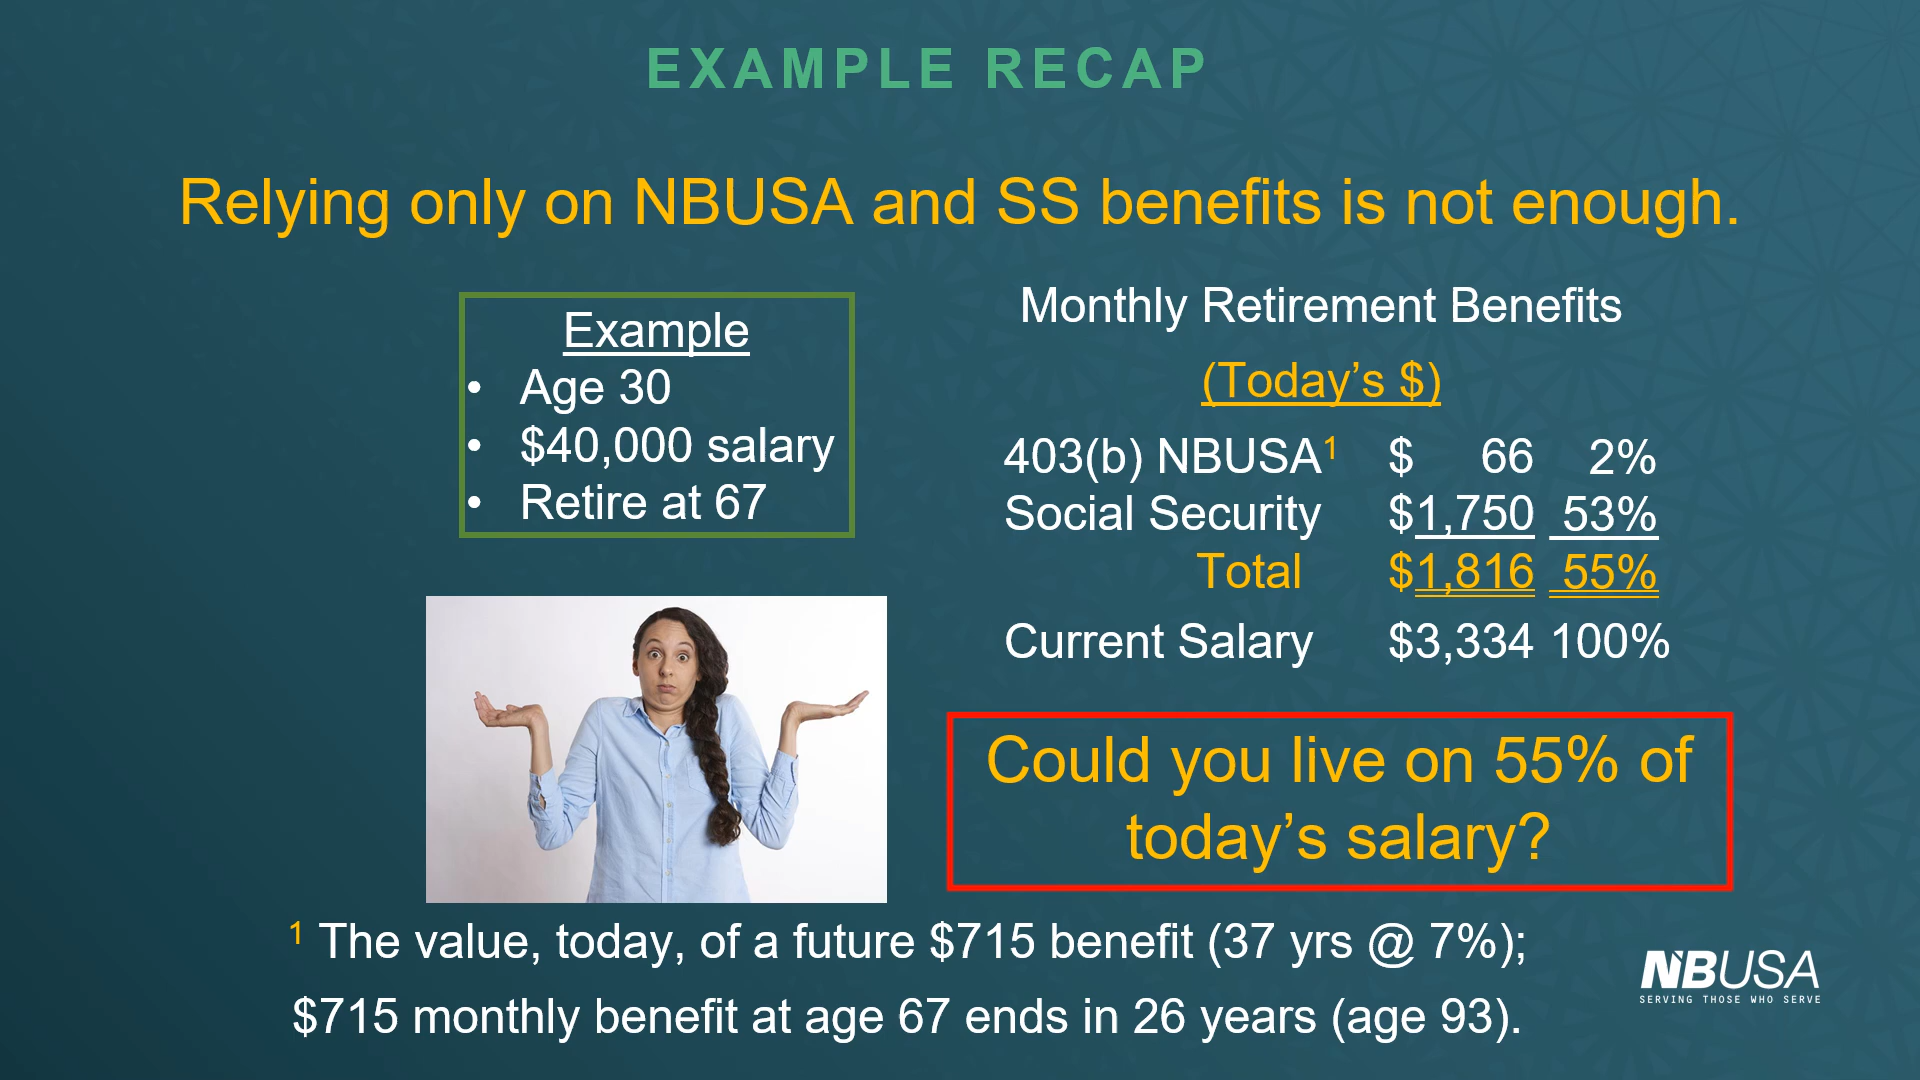 EXAMPLE RECAP
Relying only on NBUSA and SS benefits is not enough.
Example
• Age 30
• $40,000 salary
• Retire at 67
Monthly Retirement Benefits
(Today’s $)
403(b) NBUSA¹ $ 66 2%
Social Security $1,750 53%
Total $1,816 55%
Current Salary $3,334 100%
Could you live on 55% of
today’s salary?
¹ The value, today, of a future $715 benefit (37 yrs @ 7%);
$715 monthly benefit at age 67 ends in 26 years (age 93).
NBUSA
SERVING THOSE WHO SERVE